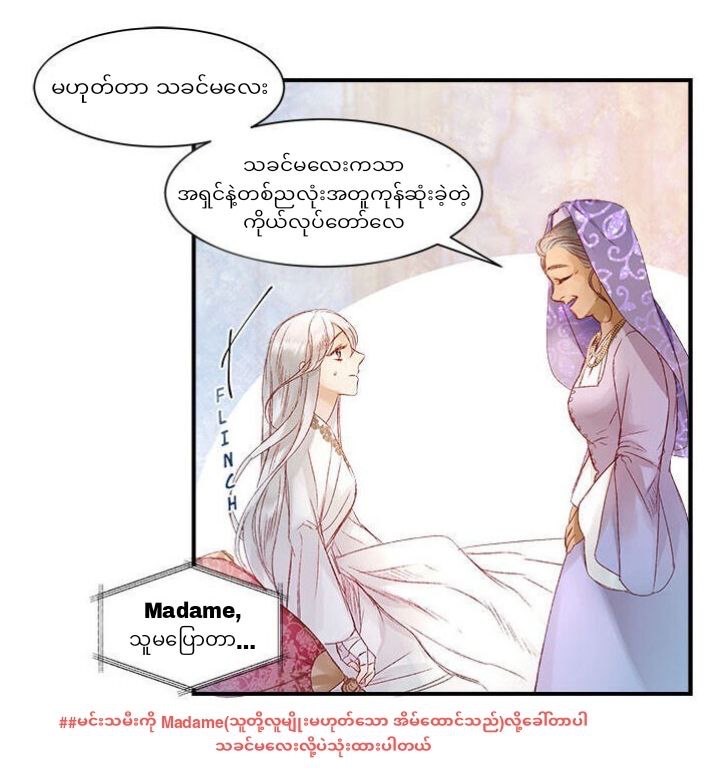 မဟုတ်တာ သခင်မလေး
သခင်မလေးကသာ
အရှင်နဲ့တစ်ညလုံးအတူကုန်ဆုံးခဲ့တဲ့
ကိုယ်လုပ်တော်လေ
FLINCH
Madame,
သူမပြောတာ...
##မင်းသမီးကို Madame(သူတို့လူမျိုးမဟုတ်သော အိမ်ထောင်သည်)လို့ခေါ်တာပါ
သခင်မလေးလို့ပဲသုံးထားပါတယ်